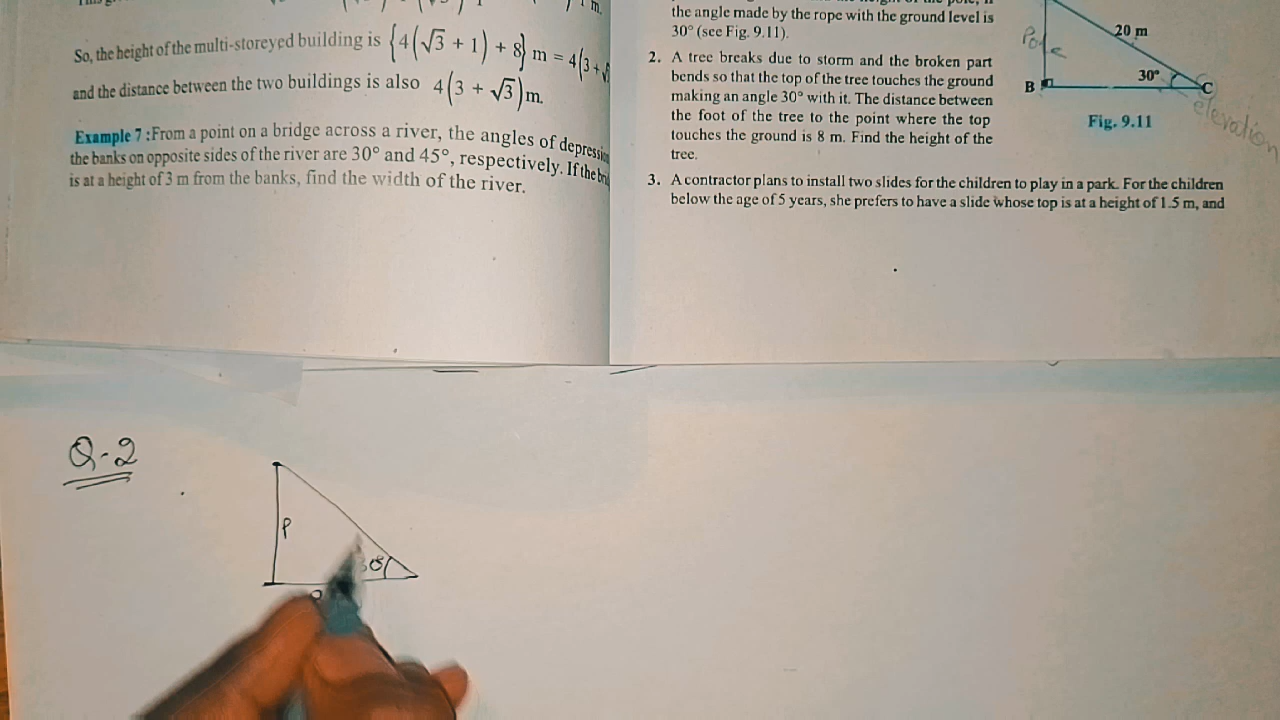 So, the height of the multi-storeyed building is {4(√3 + 1) + 8} m = 4(3 + √
and the distance between the two buildings is also 4(3 + √3) m.
Example 7 : From a point on a bridge across a river, the angles of
the banks on opposite sides of the river are 30° and 45°, respectively. If the
is at a height of 3 m from the banks, find the width of the river.
the angle made by the rope with the ground level is
30° (see Fig. 9.11).
2. A tree breaks due to storm and the broken part
bends so that the top of the tree touches the ground
making an angle 30° with it. The distance between
the foot of the tree to the point where the top
touches the ground is 8 m. Find the height of the
tree.
20 m
Pole
30°
B
C
Fig. 9.11
elevation
3. A contractor plans to install two slides for the children to play in a park. For the children
below the age of 5 years, she prefers to have a slide whose top is at a height of 1.5 m, and
Q-2
P
30°